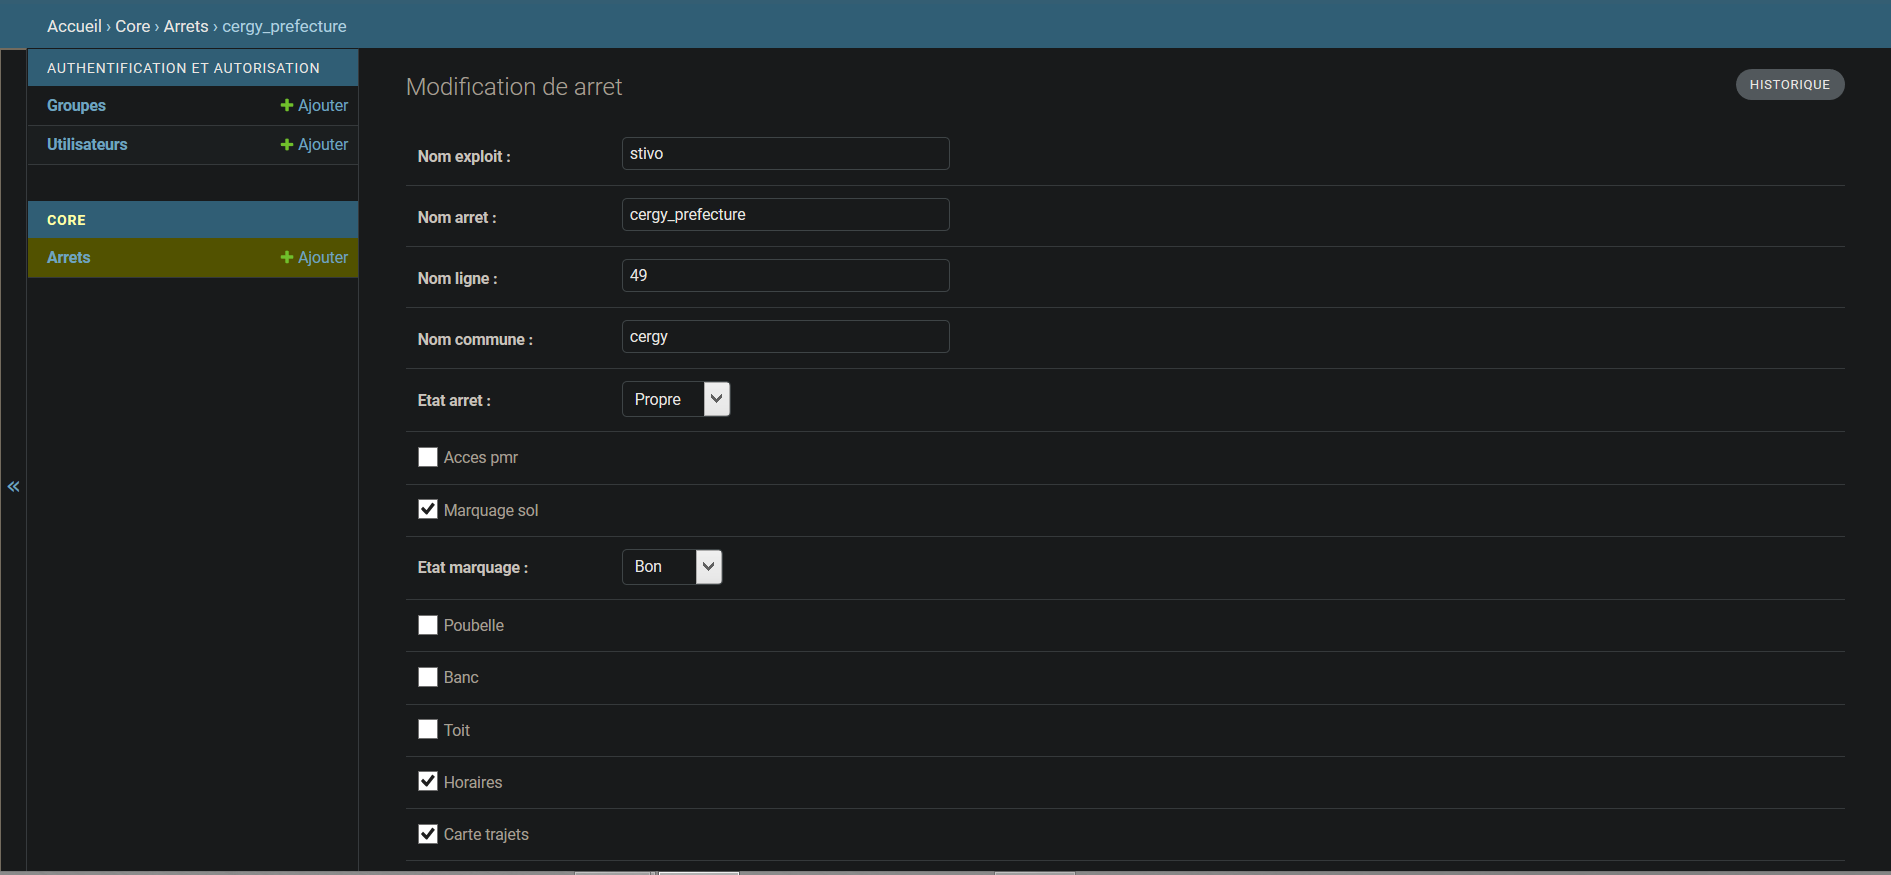 Accueil › Core › Arrets › cergy_prefecture
AUTHENTIFICATION ET AUTORISATION
Groupes
Ajouter
Utilisateurs
Ajouter
CORE
Arrets
Ajouter
«
Modification de arret
HISTORIQUE
Nom exploit :
stivo
Nom arret :
cergy_prefecture
Nom ligne :
49
Nom commune :
cergy
Etat arret :
Propre
Acces pmr
Marquage sol
Etat marquage :
Bon
Poubelle
Banc
Toit
Horaires
Carte trajets